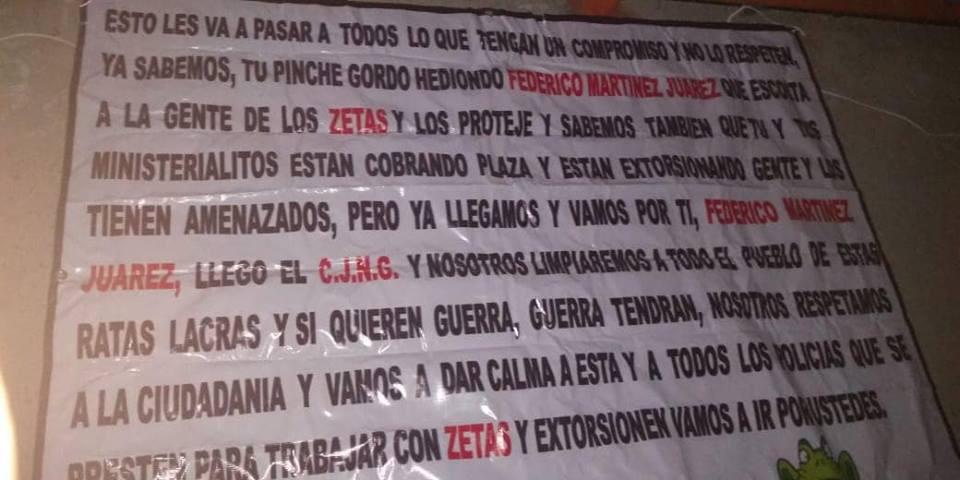 ESTO LES VA A PASAR A TODOS LO QUE TENGAN UN COMPROMISO Y NO LO RESPETEN,
YA SABEMOS, TU PINCHE GORDO HEDIONDO FEDERICO MARTINEZ JUAREZ QUE ESCOLTA
A LA GENTE DE LOS ZETAS Y LOS PROTEJE Y SABEMOS TAMBIEN QUE TU Y TUS
MINISTERIALITOS ESTAN COBRANDO PLAZA Y ESTAN EXTORSIONANDO GENTE Y LOS
TIENEN AMENAZADOS, PERO YA LLEGAMOS Y VAMOS POR TI, FEDERICO MARTINEZ
JUAREZ, LLEGO EL C.J.N.G. Y NOSOTROS LIMPIAREMOS A TODO EL PUEBLO DE ESTAS
RATAS LACRAS Y SI QUIEREN GUERRA, GUERRA TENDRAN, NOSOTROS RESPETAMOS
A LA CIUDADANIA Y VAMOS A DAR CALMA A ESTA Y A TODOS LOS POLICIAS QUE SE
PRESTEN PARA TRABAJAR CON ZETAS Y EXTORSIONEN VAMOS A IR POR USTEDES.